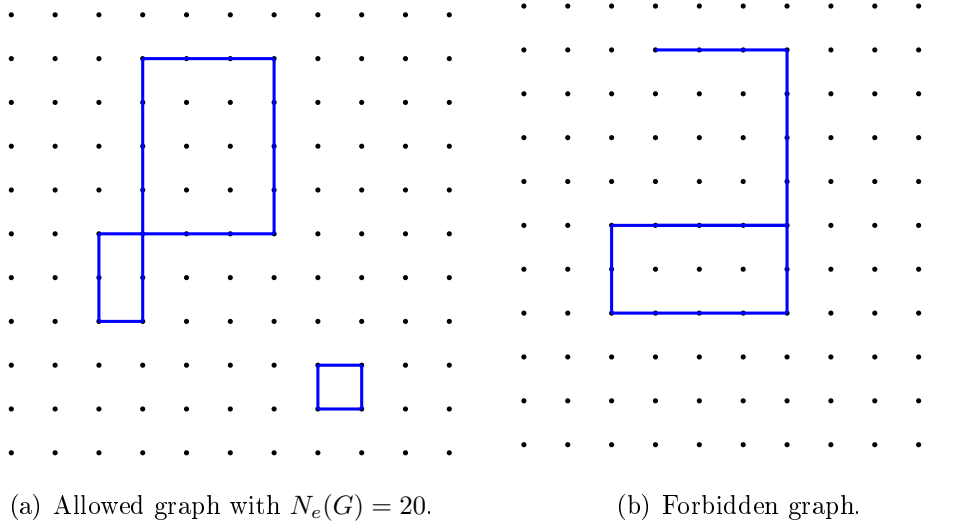 (a) Allowed graph with $N_e(G) = 20$.
(b) Forbidden graph.